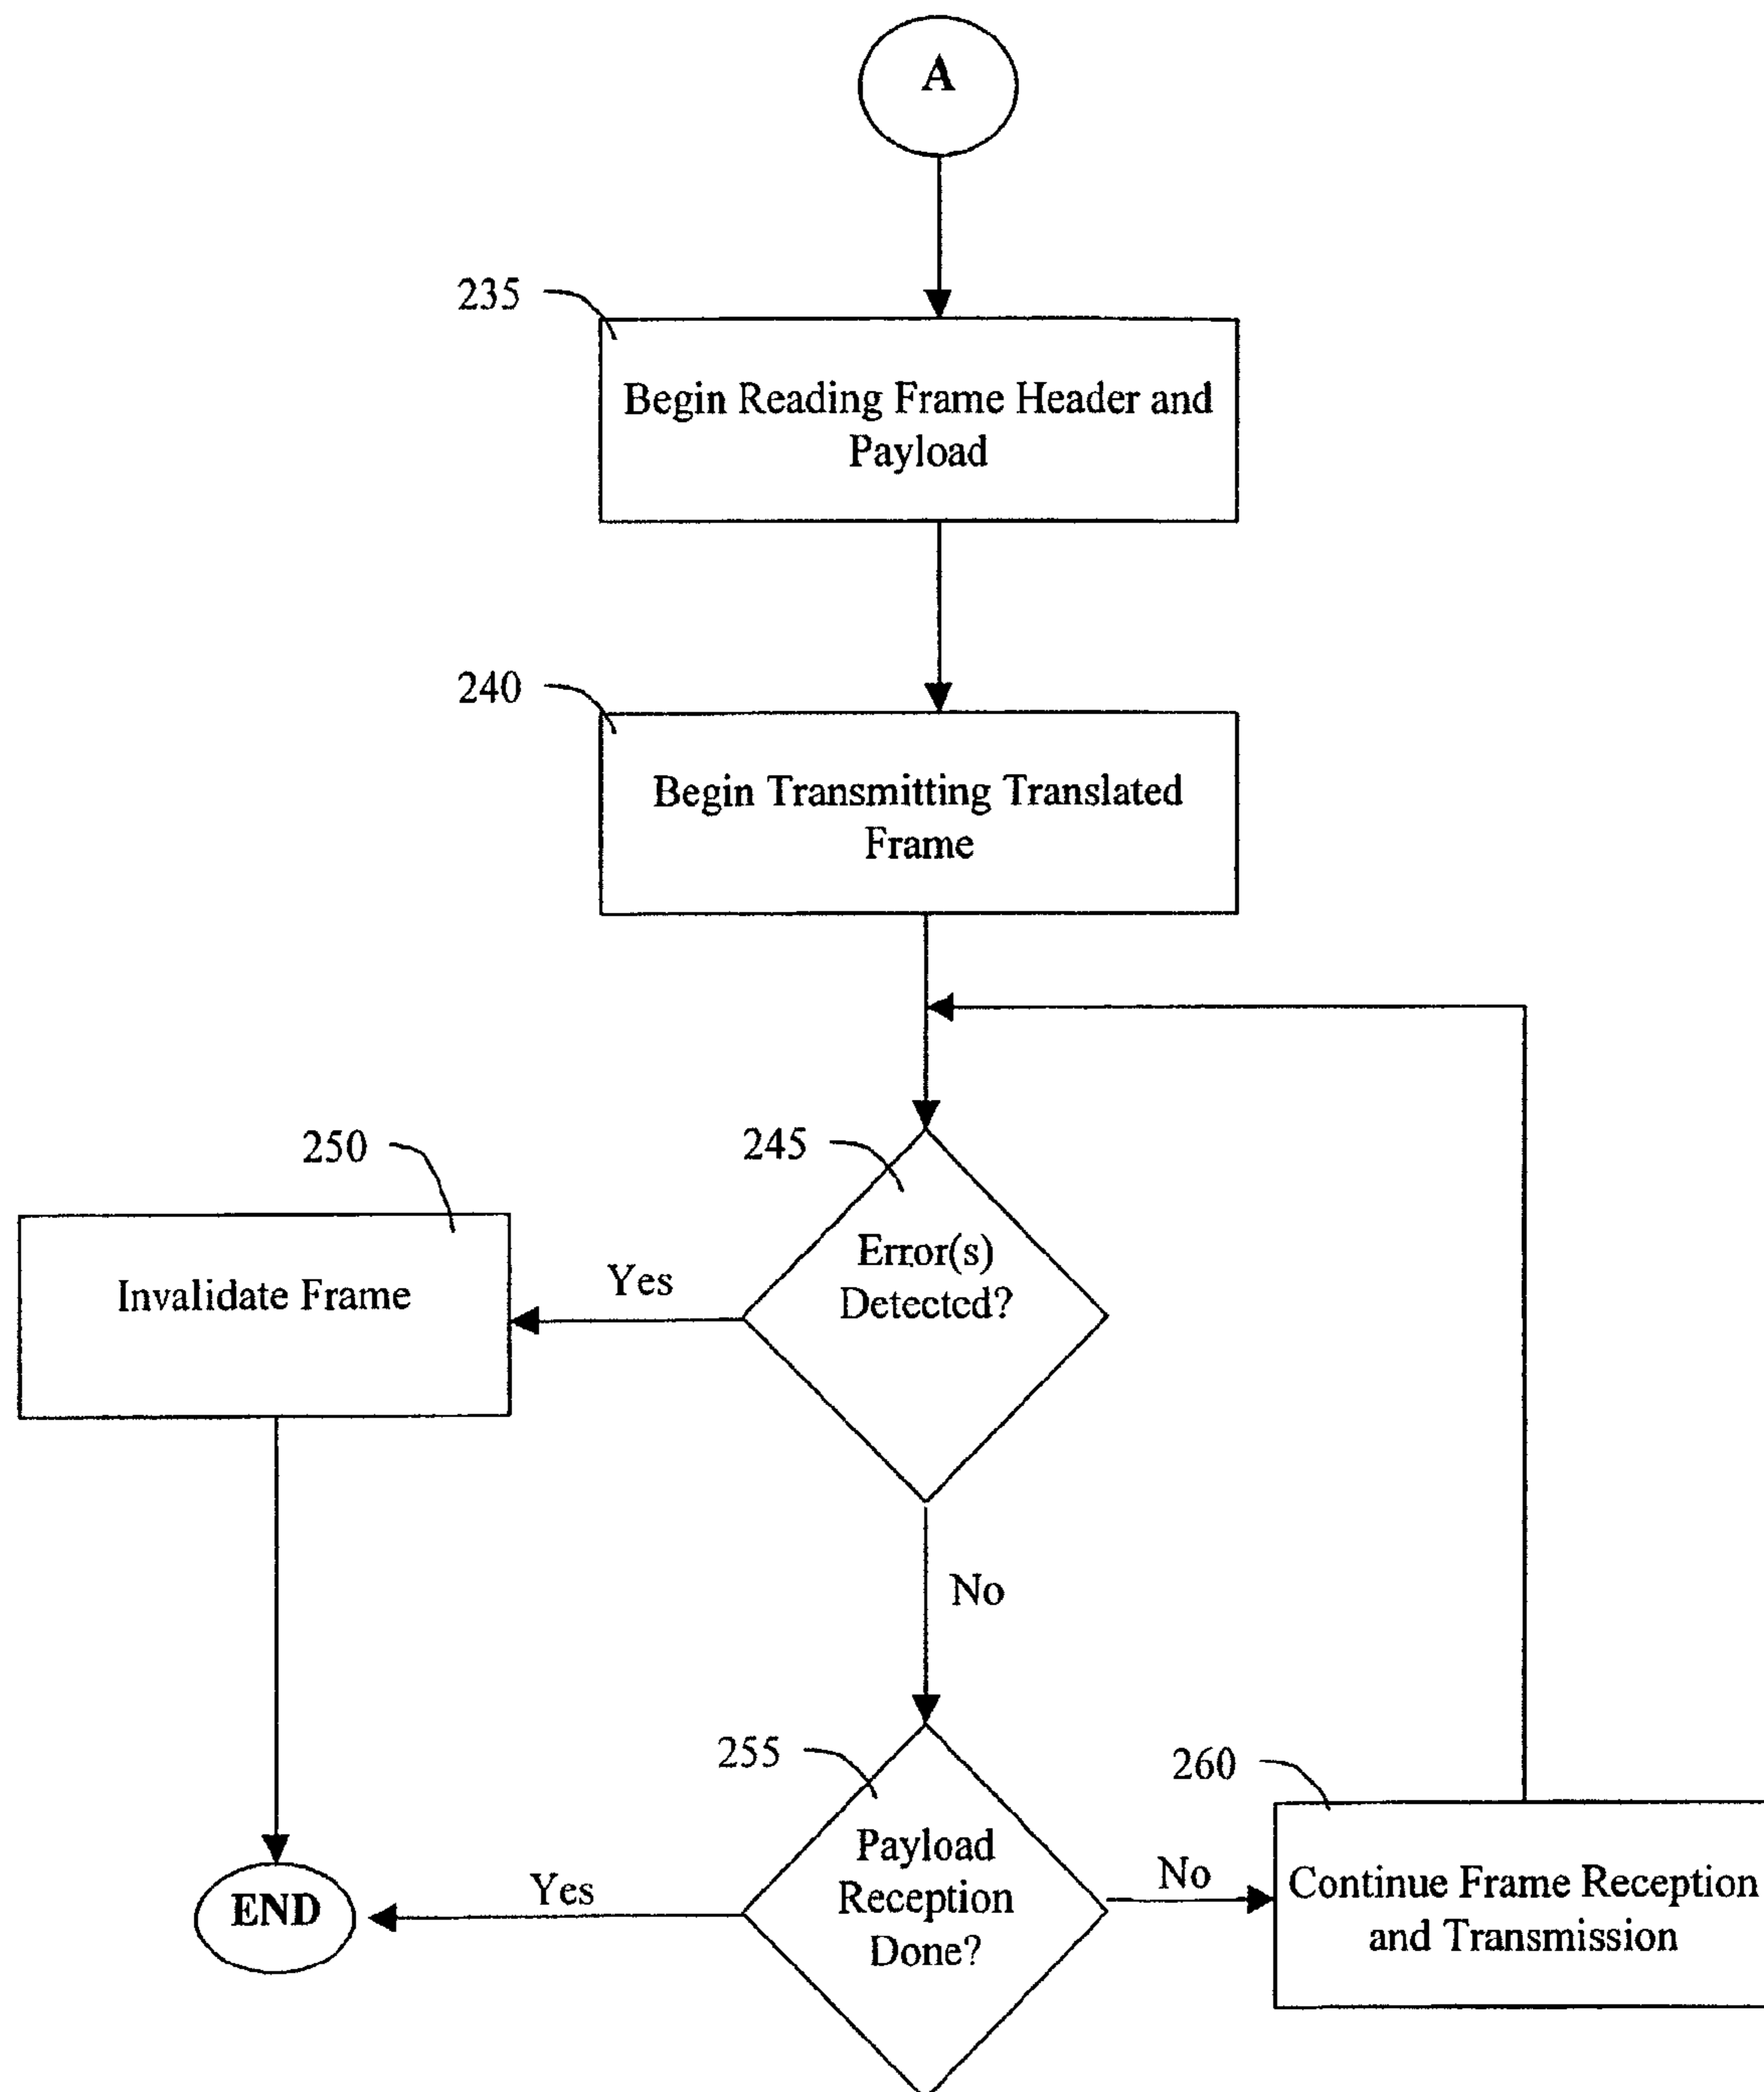 A
235
Begin Reading Frame Header and
Payload
240
Begin Transmitting Translated
Frame
250
245
Invalidate Frame
Yes
Error(s)
Detected?
No
255
260
END
Yes
Payload
Reception
Done?
No
Continue Frame Reception
and Transmission